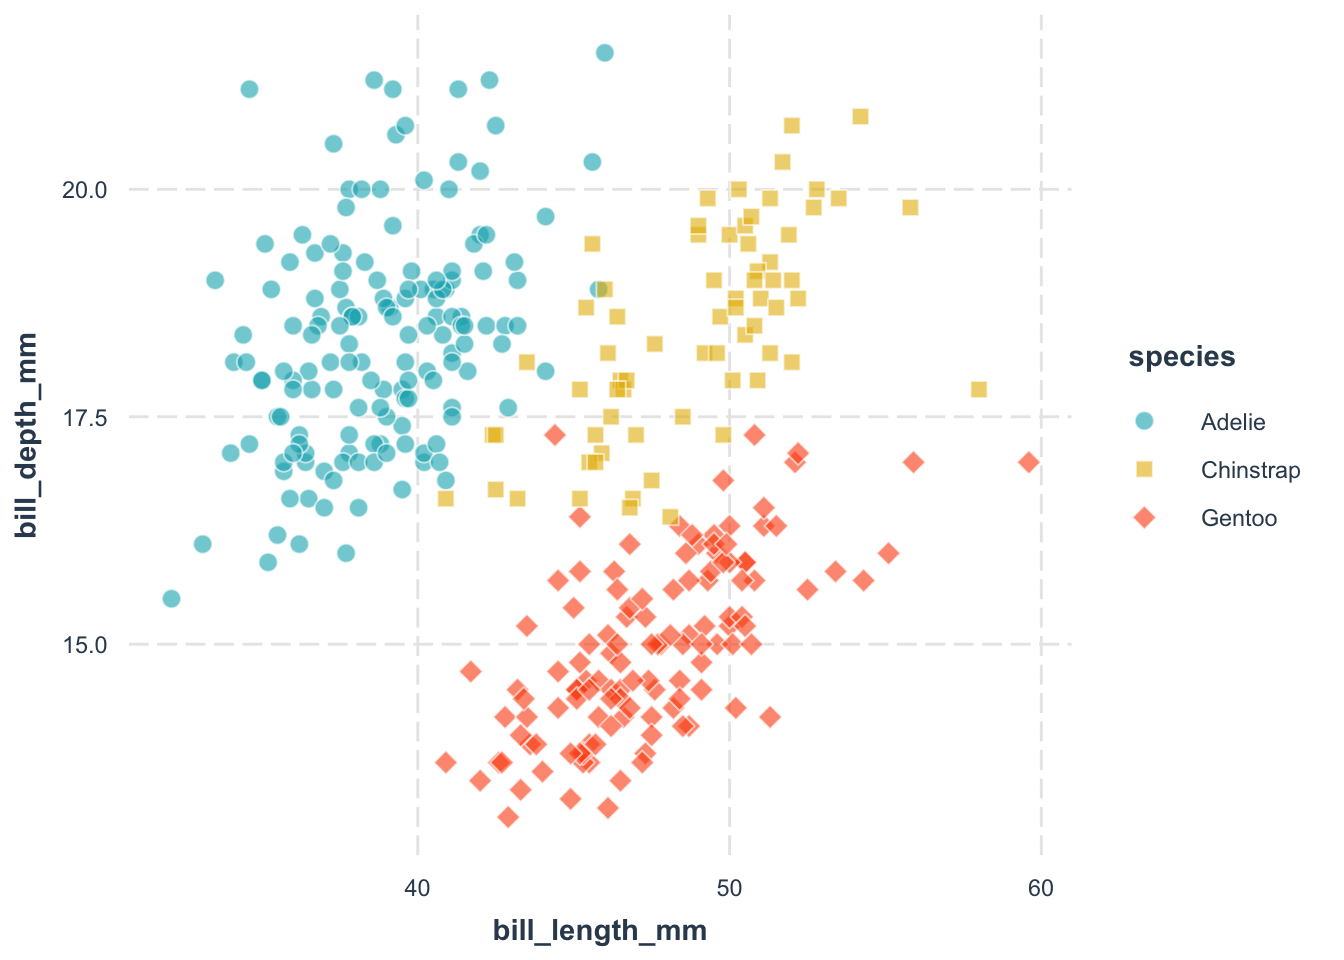 bill_depth_mm
20.0
17.5
15.0
40
50
60
bill_length_mm
species
Adelie
Chinstrap
Gentoo